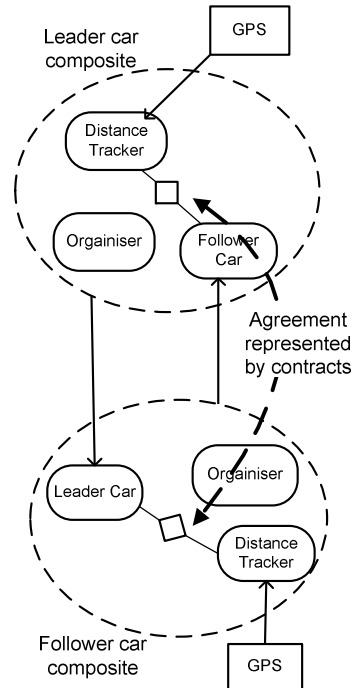 GPS
Leader car
composite
Distance
Tracker
Orgainiser
Follower
Car
Agreement
represented
by contracts
Orgainiser
Leader Car
Distance
Tracker
Follower car
composite
GPS